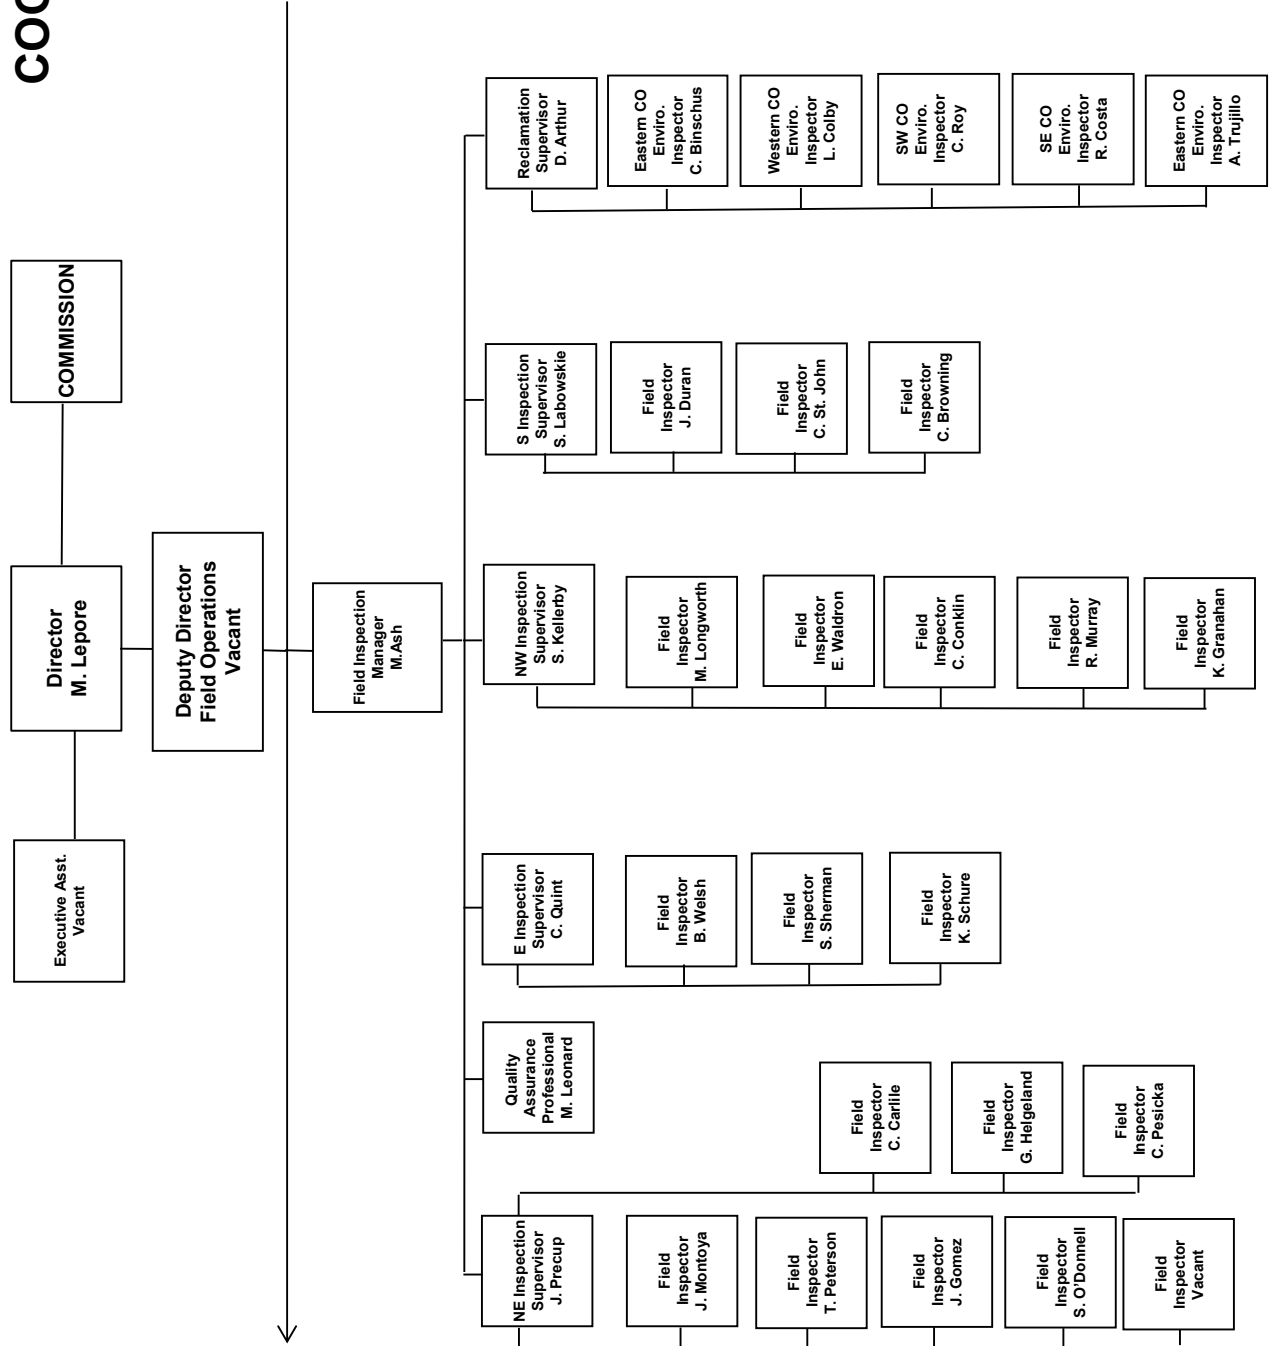 COG
COMMISSION
Director
M. Lepore
Executive Asst.
Vacant
Deputy Director
Field Operations
Vacant
Field Inspection
Manager
M.Ash
NE Inspection
Supervisor
J. Precup
Field
Inspector
J. Montoya
Field
Inspector
T. Peterson
Field
Inspector
J. Gomez
Field
Inspector
S. O'Donnell
Field
Inspector
Vacant
Field
Inspector
C. Carlile
Field
Inspector
G. Helgeland
Field
Inspector
C. Pesicka
Quality
Assurance
Professional
M. Leonard
E Inspection
Supervisor
C. Quint
Field
Inspector
B. Welsh
Field
Inspector
S. Sherman
Field
Inspector
K. Schure
NW Inspection
Supervisor
S. Kellerby
Field
Inspector
M. Longworth
Field
Inspector
E. Waldron
Field
Inspector
C. Conklin
Field
Inspector
R. Murray
Field
Inspector
K. Granahan
S Inspection
Supervisor
S. Labowskie
Field
Inspector
J. Duran
Field
Inspector
C. St. John
Field
Inspector
C. Browning
Reclamation
Supervisor
D. Arthur
Eastern CO
Enviro.
Inspector
C. Binschus
Western CO
Enviro.
Inspector
L. Colby
SW CO
Enviro.
Inspector
C. Roy
SE CO
Enviro.
Inspector
R. Costa
Eastern CO
Enviro.
Inspector
A. Trujillo